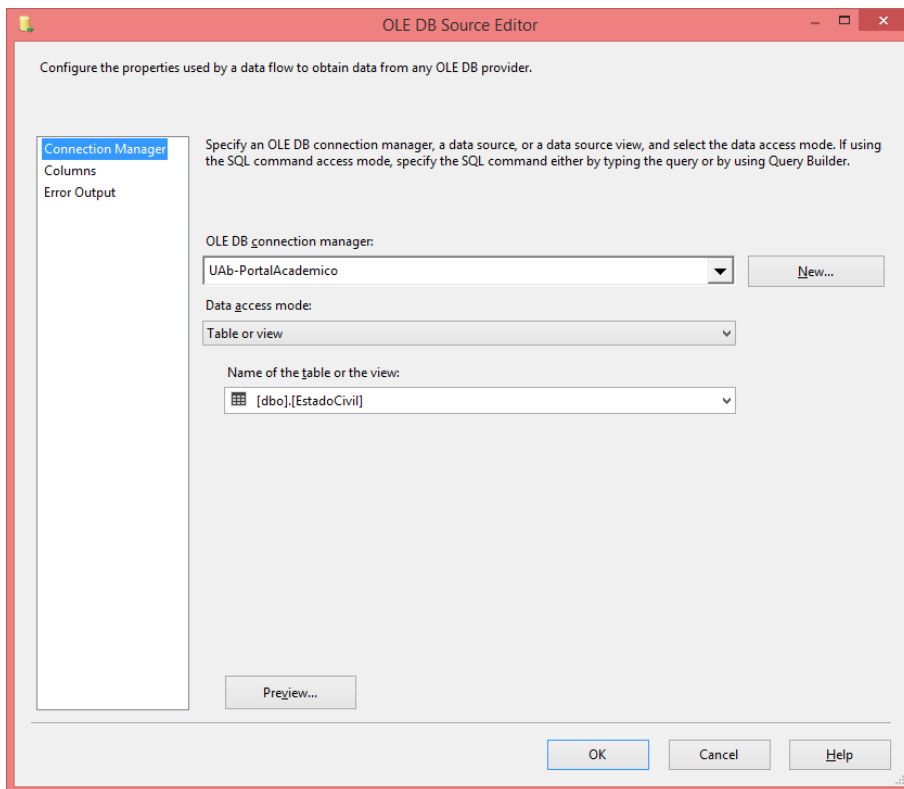 OLE DB Source Editor
Configure the properties used by a data flow to obtain data from any OLE DB provider.
Connection Manager
Columns
Error Output
Specify an OLE DB connection manager, a data source, or a data source view, and select the data access mode. If using
the SQL command access mode, specify the SQL command either by typing the query or by using Query Builder.
OLE DB connection manager:
UAb-PortalAcademico
New...
Data access mode:
Table or view
Name of the table or the view:
[dbo].[EstadoCivil]
Preview...
OK
Cancel
Help